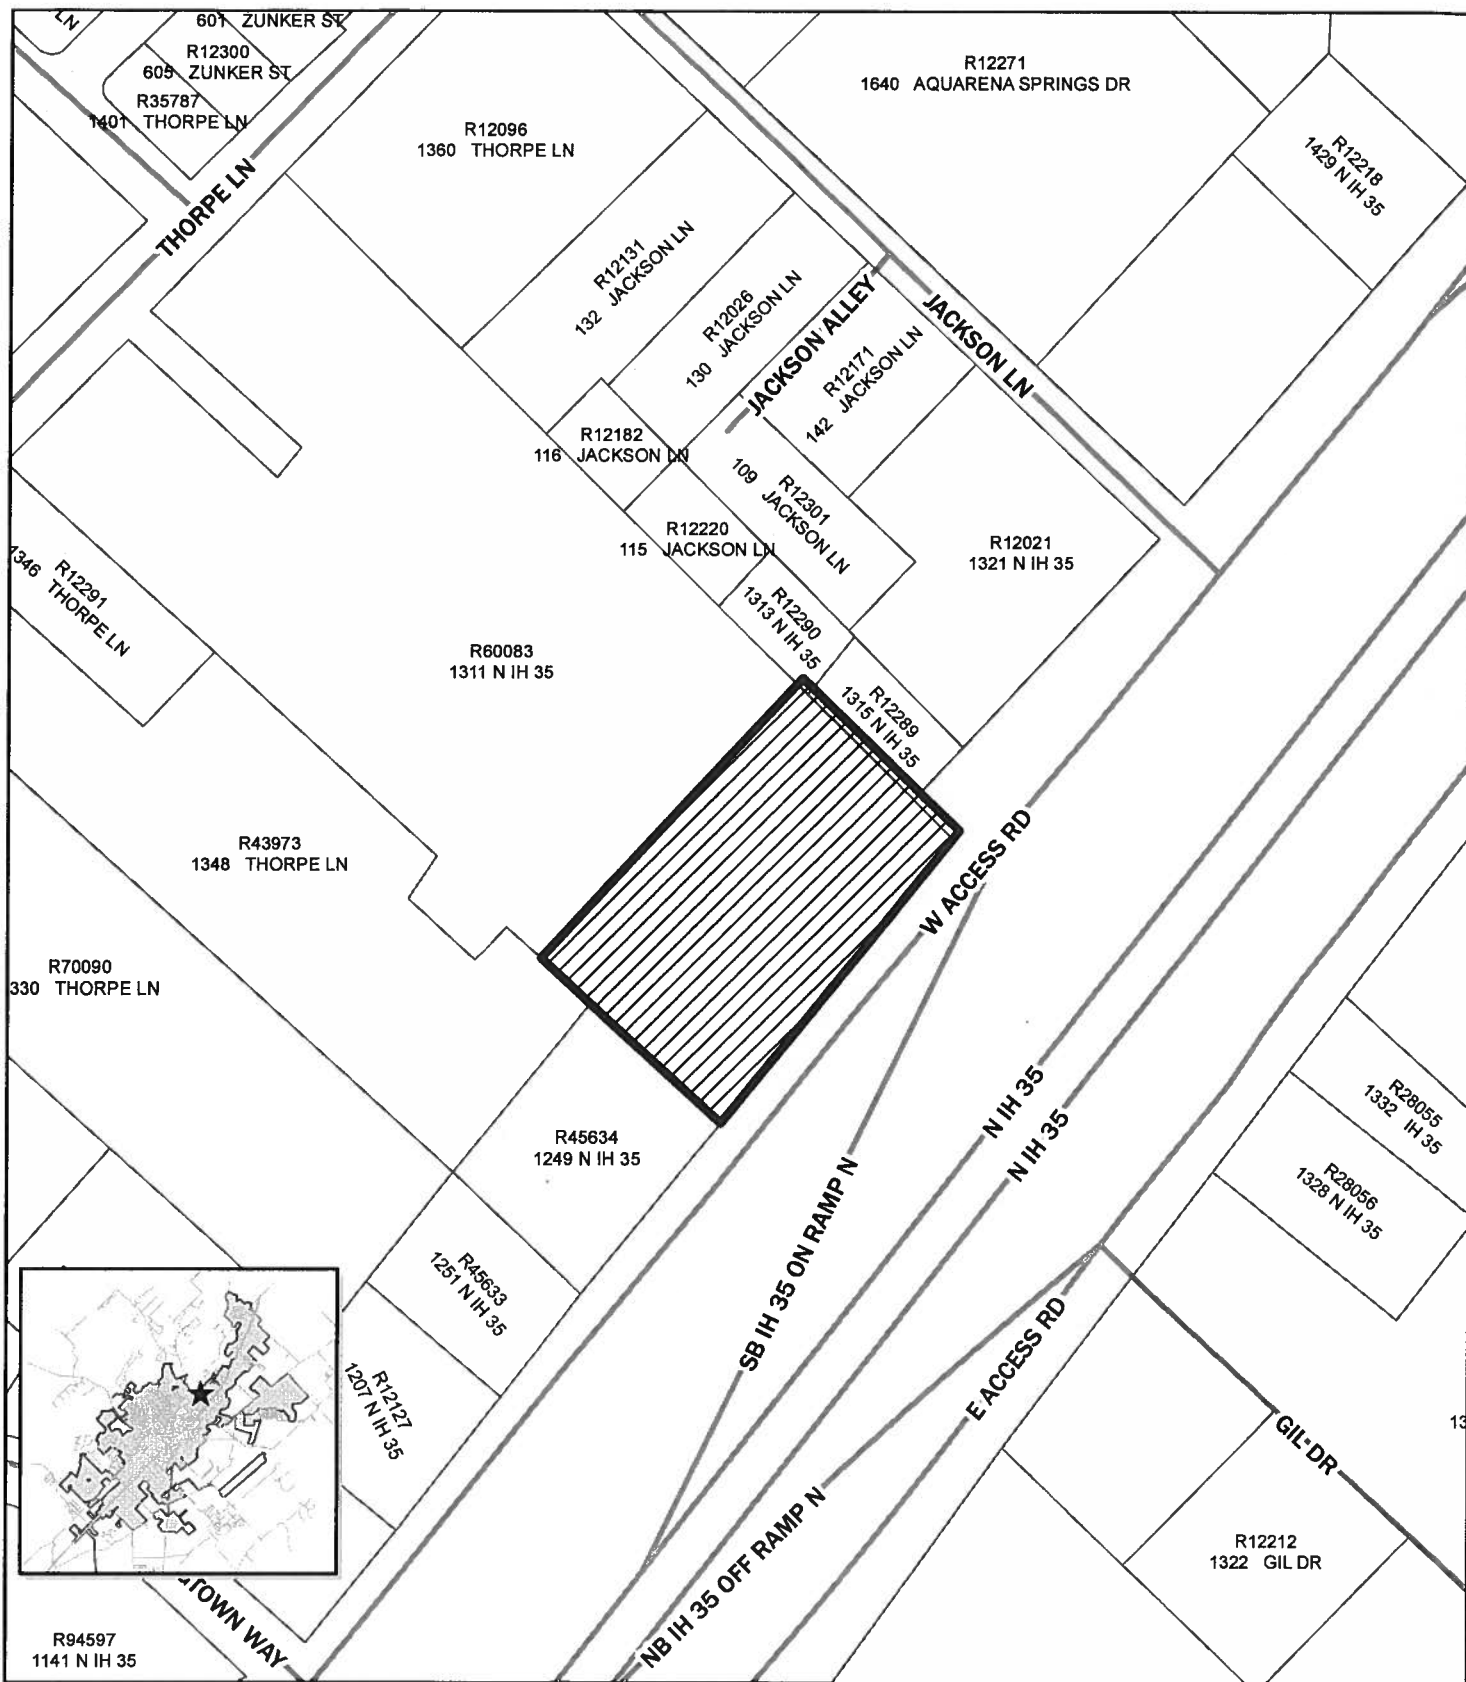 LN
601 ZUNKER ST
R12300
605 ZUNKER ST
R35787
1401 THORPE LN
THORPE LN
R12096
1360 THORPE LN
R12271
1640 AQUARENA SPRINGS DR
R12218
1429 N IH 35
R12131
132 JACKSON LN
R12026
130 JACKSON LN
JACKSON ALLEY
R12171
142 JACKSON LN
JACKSON LN
R12182
116 JACKSON LN
R12301
109 JACKSON LN
R12220
115 JACKSON LN
R12021
1321 N IH 35
R12291
1346 THORPE LN
R12290
1313 N IH 35
R60083
1311 N IH 35
R12289
1315 N IH 35
R43973
1348 THORPE LN
W ACCESS RD
R70090
330 THORPE LN
N IH 35
N IH 35
R28055
1332 IH 35
R45634
1249 N IH 35
R28056
1328 N IH 35
SB IH 35 ON RAMP N
R45633
1251 N IH 35
E ACCESS RD
R12127
1207 N IH 35
GIL DR
13
NB IH 35 OFF RAMP N
R12212
1322 GIL DR
TOWN WAY
R94597
1141 N IH 35